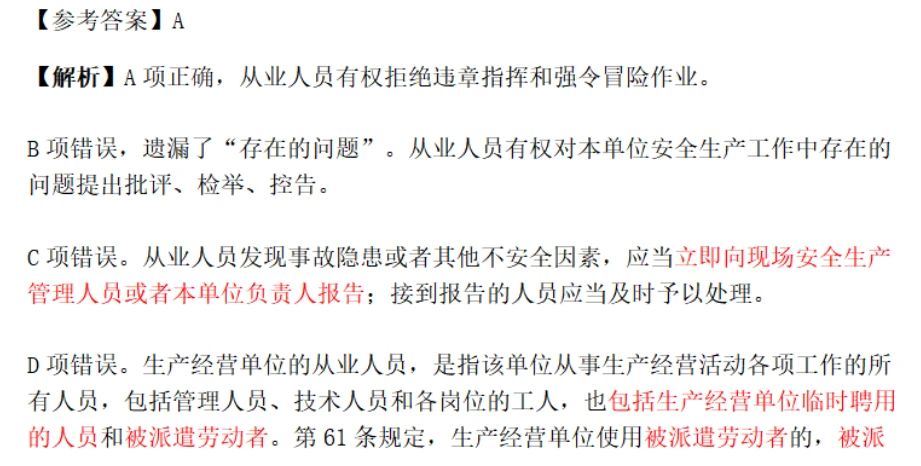 【参考答案】A
【解析】A 项正确，从业人员有权拒绝违章指挥和强令冒险作业。
B 项错误，遗漏了“存在的问题”。从业人员有权对本单位安全生产工作中存在的
问题提出批评、检举、控告。
C 项错误。从业人员发现事故隐患或者其他不安全因素，应当立即向现场安全生产
管理人员或者本单位负责人报告；接到报告的人员应当及时予以处理。
D 项错误。生产经营单位的从业人员，是指该单位从事生产经营活动各项工作的所
有人员，包括管理人员、技术人员和各岗位的工人，也包括生产经营单位临时聘用
的人员和被派遣劳动者。第 61 条规定，生产经营单位使用被派遣劳动者的，被派